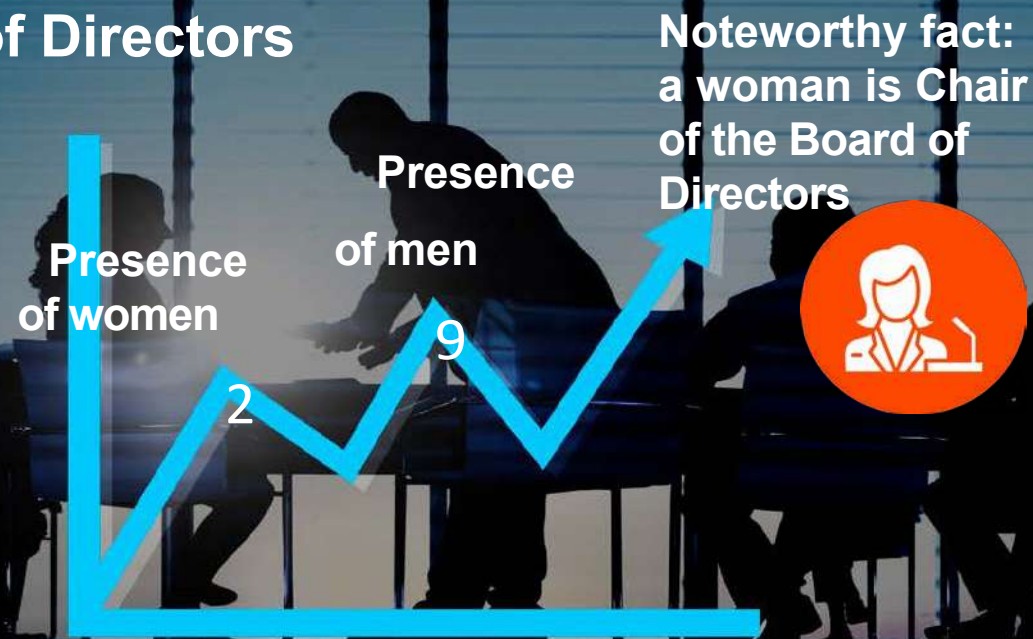 of Directors
Noteworthy fact:
a woman is Chair
of the Board of
Directors
Presence
of women
2
Presence
of men
9